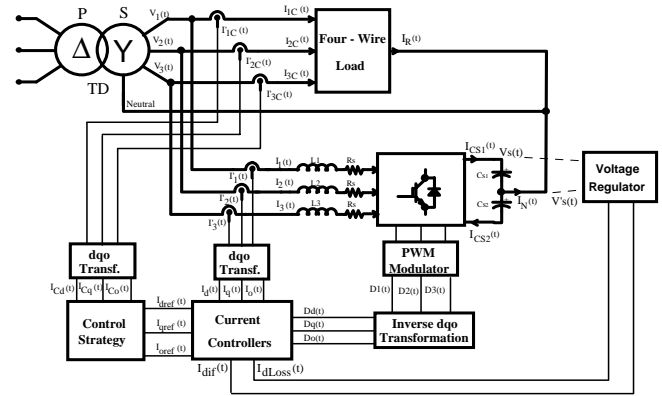 P S
Δ Y
TD
V1(t)
V2(t)
V3(t)
I'1C (t)
I'2C (t)
I'3C (t)
I1C (t)
I2C (t)
I3C (t)
Four - Wire
Load
IR(t)
Neutral
I1(t) L1 Rs
I2 (t) L2 Rs
I3 (t) L3 Rs
I'1(t)
I'2(t)
I'3(t)
ICS1(t) Vs(t)
CS1
CS2
IN(t)
ICS2(t)
V's(t)
Voltage
Regulator
dqo
Transf.
dqo
Transf.
PWM
Modulator
ICd(t) ICq(t) ICo(t)
Id(t) Iq(t) Io(t)
D1(t) D2(t) D3(t)
Control
Strategy
Idref (t)
Iqref (t)
Ioref (t)
Current
Controllers
Dd(t)
Dq(t)
Do(t)
Inverse dqo
Transformation
Idif(t) IdLoss(t)